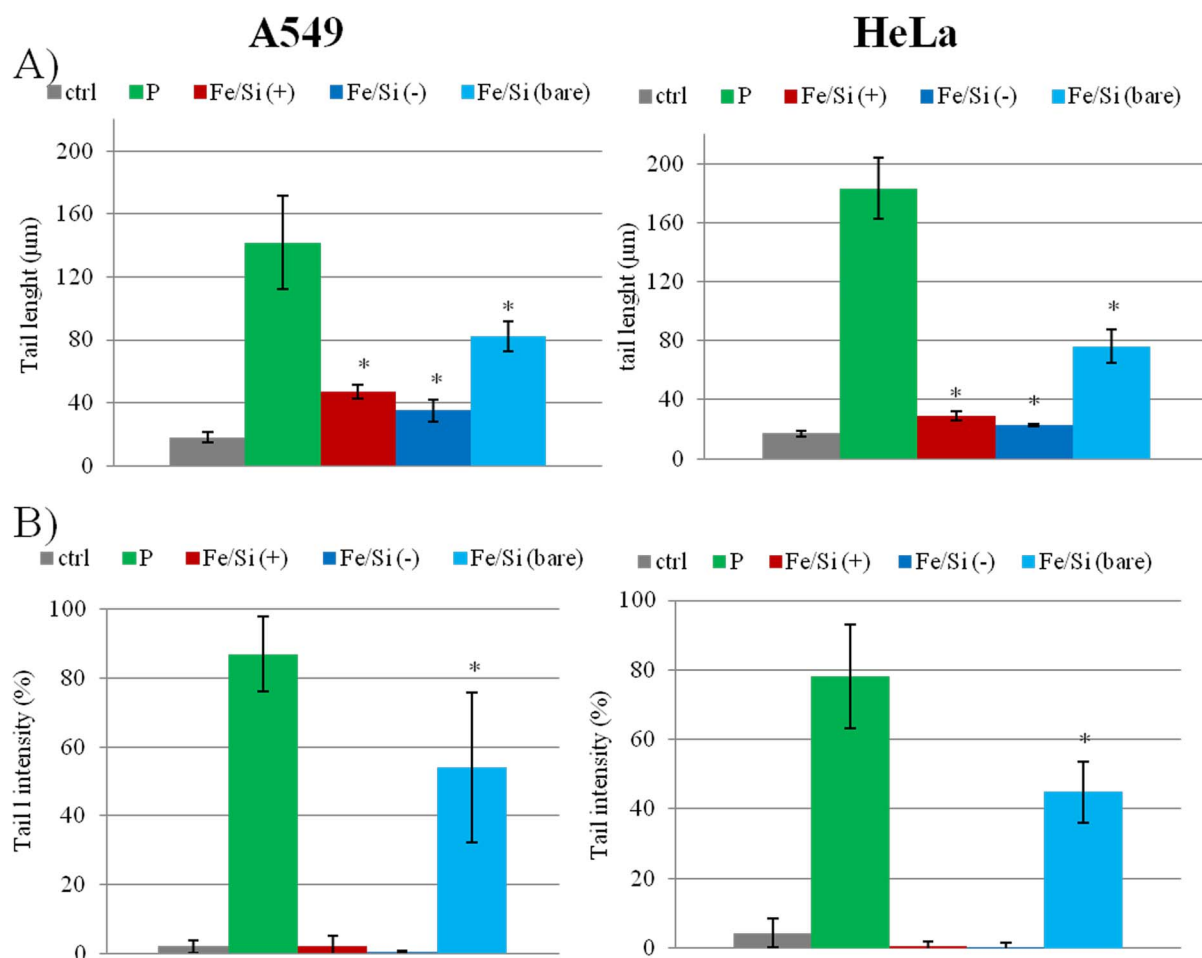 A549 HeLa
A)
ctrl P Fe/Si (+) Fe/Si (-) Fe/Si (bare)
Tail lenght (µm)
200
160
120
80
40
0
* * *
ctrl P Fe/Si (+) Fe/Si (-) Fe/Si (bare)
tail lenght (µm)
200
160
120
80
40
0
* * *
B)
ctrl P Fe/Si (+) Fe/Si (-) Fe/Si (bare)
Tail l intensity (%)
100
80
60
40
20
0
*
ctrl P Fe/Si (+) Fe/Si (-) Fe/Si (bare)
Tail intensity (%)
100
80
60
40
20
0
*